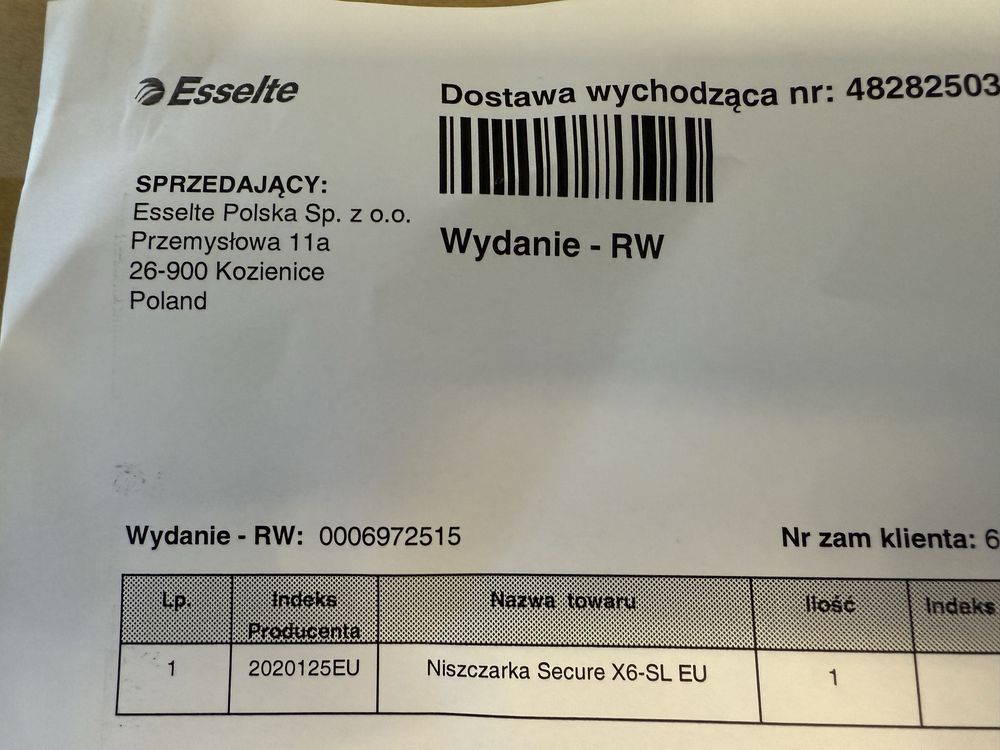 Esselte
Dostawa wychodząca nr: 48282503
SPRZEDAJĄCY:
Esselte Polska Sp. z o.o.
Przemysłowa 11a
26-900 Kozienice
Poland
Wydanie - RW
Wydanie - RW: 0006972515
Nr zam klienta: 6
Lp.
Indeks
Producenta
Nazwa towaru
Ilość
Indeks
1
2020125EU
Niszczarka Secure X6-SL EU
1